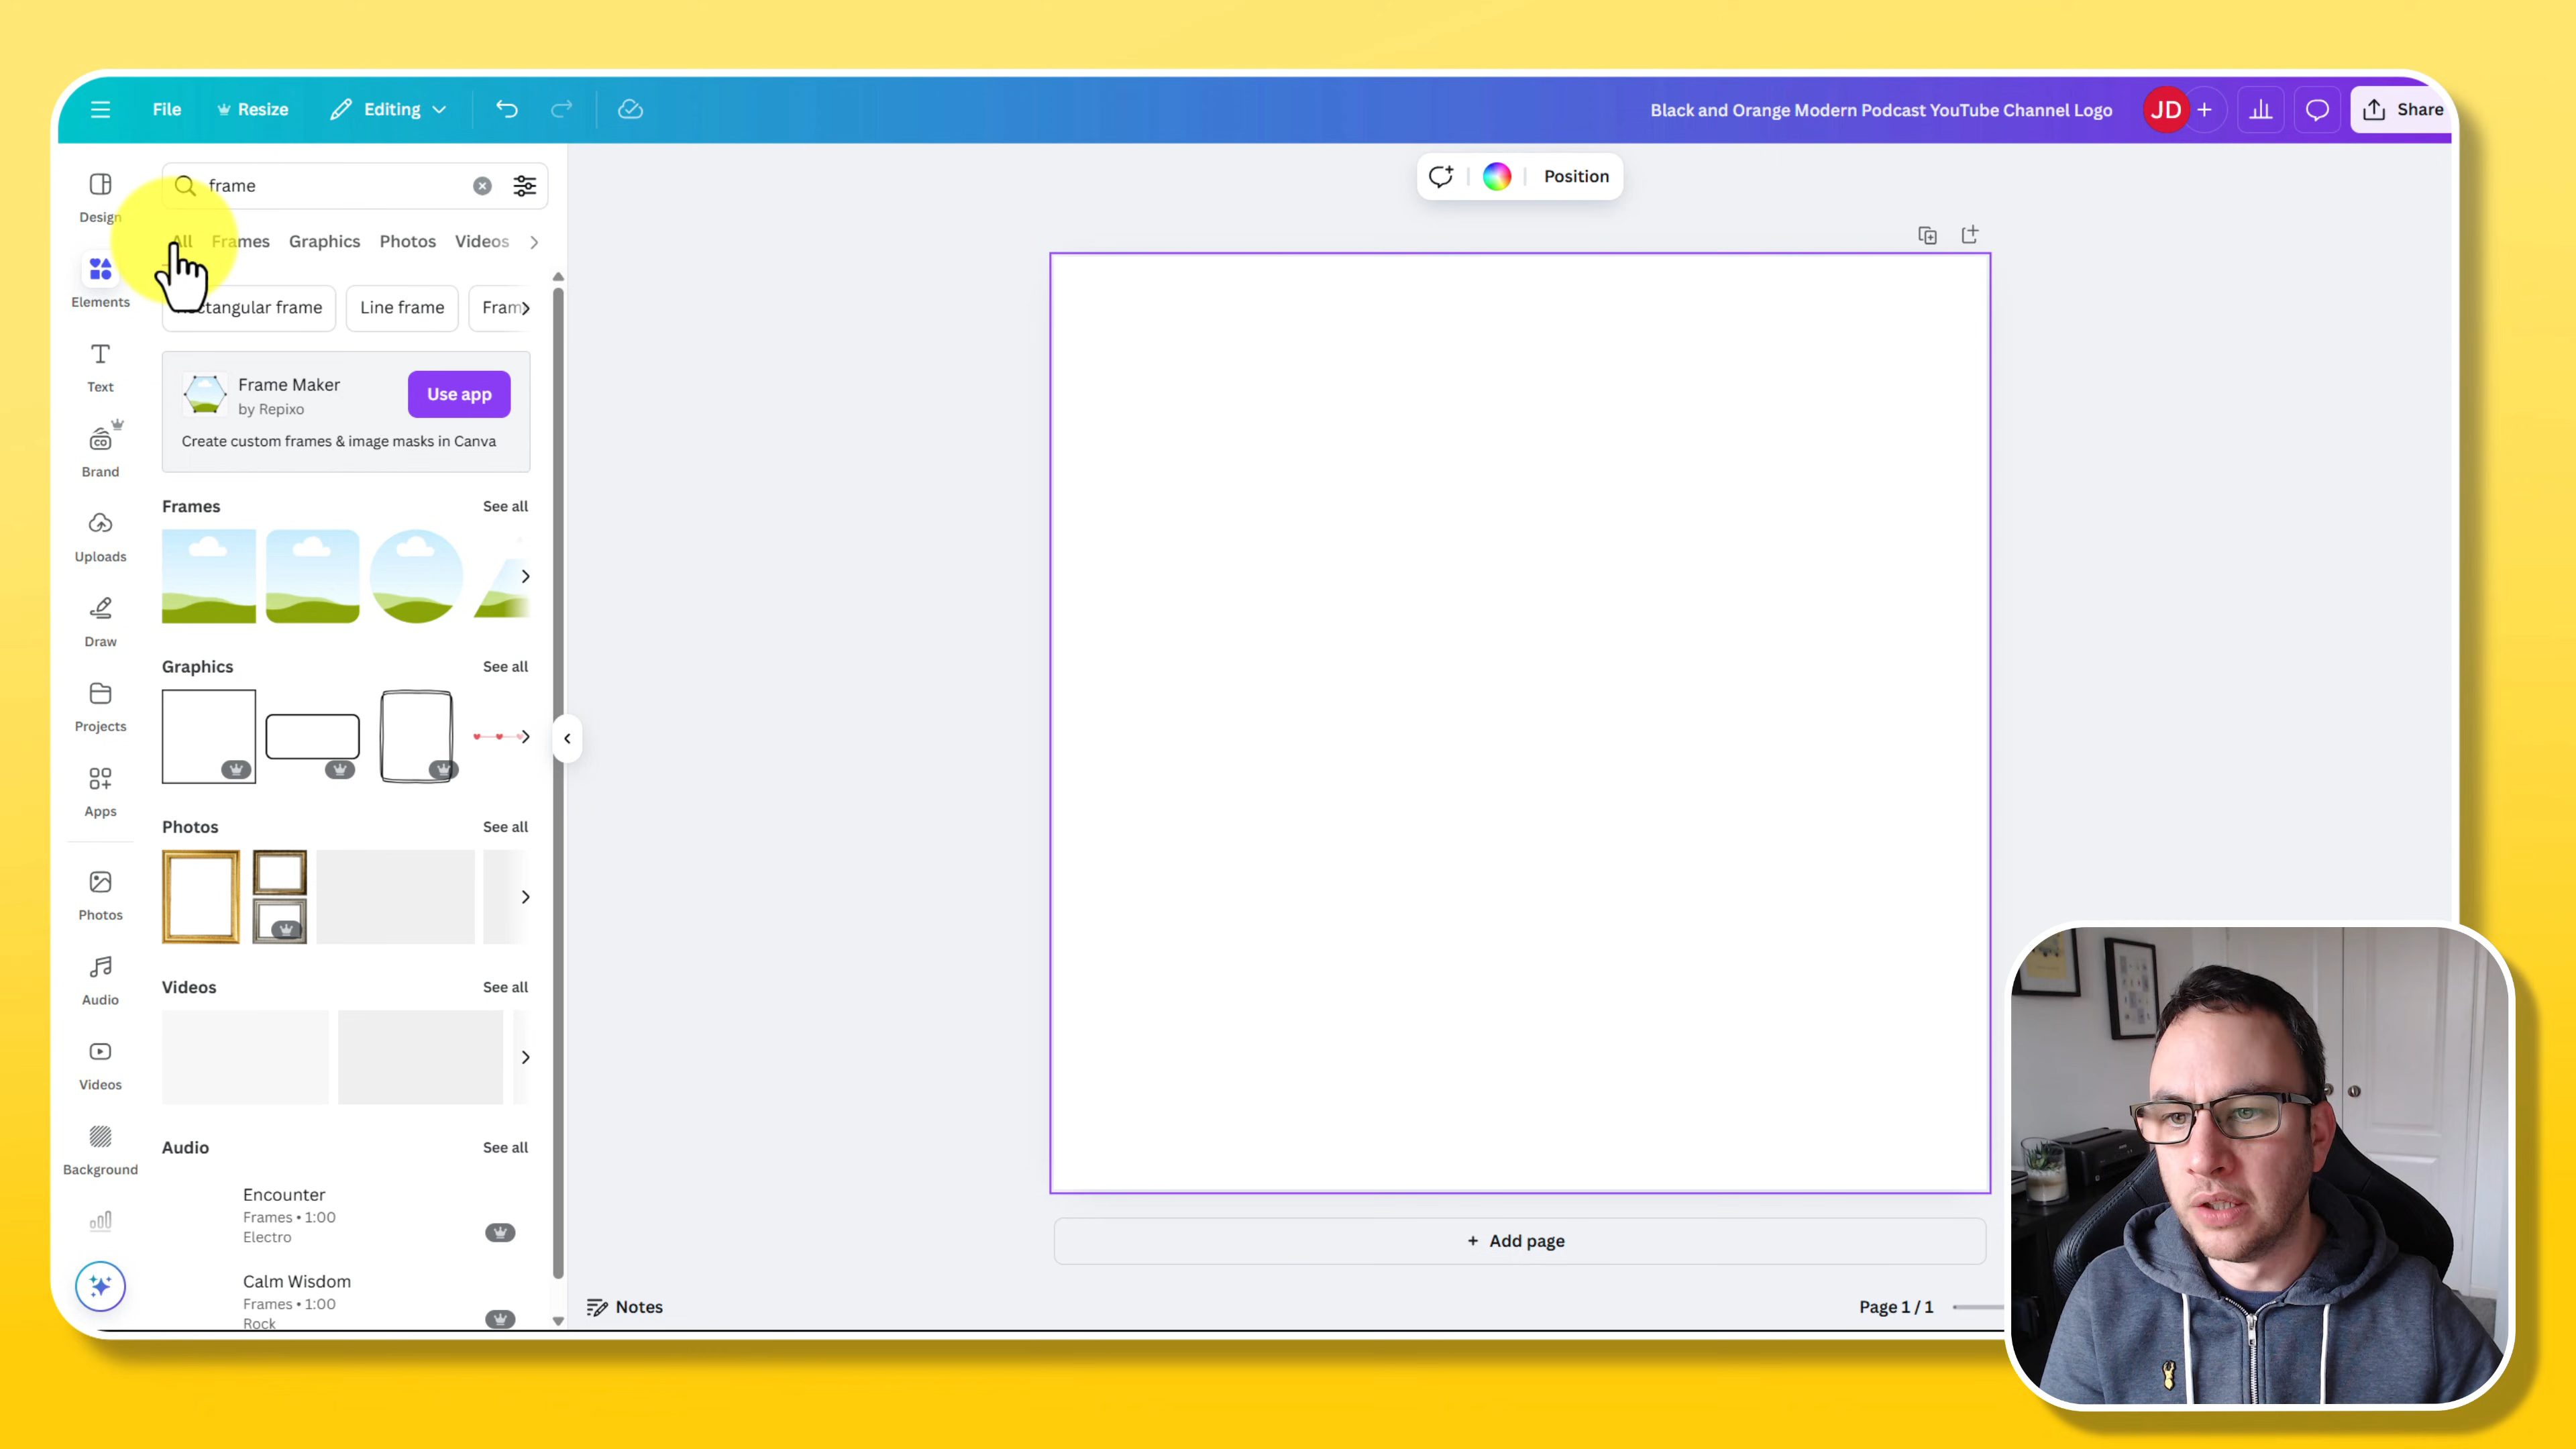 File
Resize
Editing
Black and Orange Modern Podcast YouTube Channel Logo
JD
Share
Design
Elements
Text
Brand
Uploads
Draw
Projects
Apps
Photos
Audio
Videos
Background
frame
All Frames Graphics Photos Videos
Line frame
Frame Maker
by Repixo
Use app
Create custom frames & image masks in Canva
Frames
See all
Graphics
See all
Photos
See all
Videos
See all
Audio
See all
Encounter
Frames • 1:00
Electro
Calm Wisdom
Frames • 1:00
Rock
Position
+ Add page
Notes
Page 1 / 1